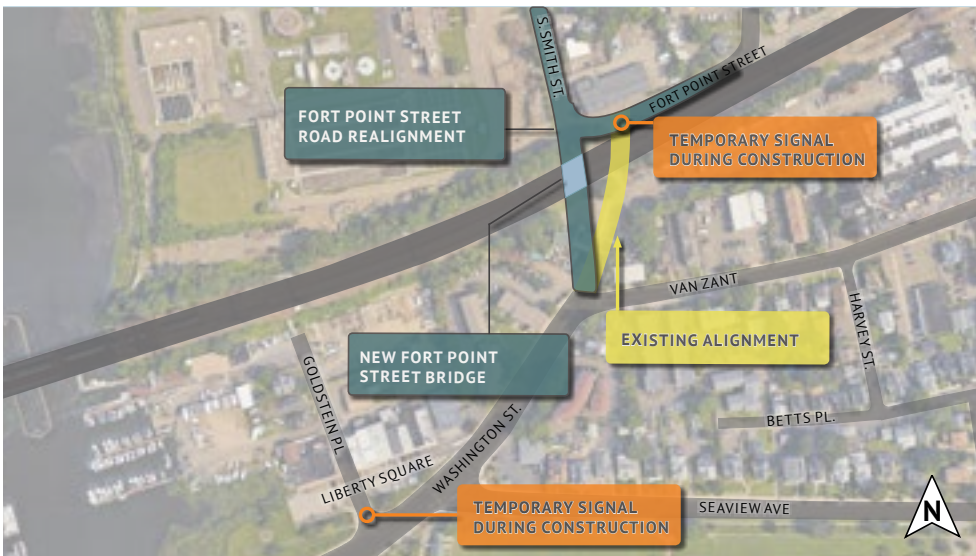 S. SMITH ST.
FORT POINT STREET
FORT POINT STREET
ROAD REALIGNMENT
TEMPORARY SIGNAL
DURING CONSTRUCTION
VAN ZANT
HARVEY ST.
EXISTING ALIGNMENT
NEW FORT POINT
STREET BRIDGE
GOLDSTEIN PL
BETTS PL.
WASHINGTON ST.
LIBERTY SQUARE
TEMPORARY SIGNAL
DURING CONSTRUCTION
SEAVIEW AVE
N